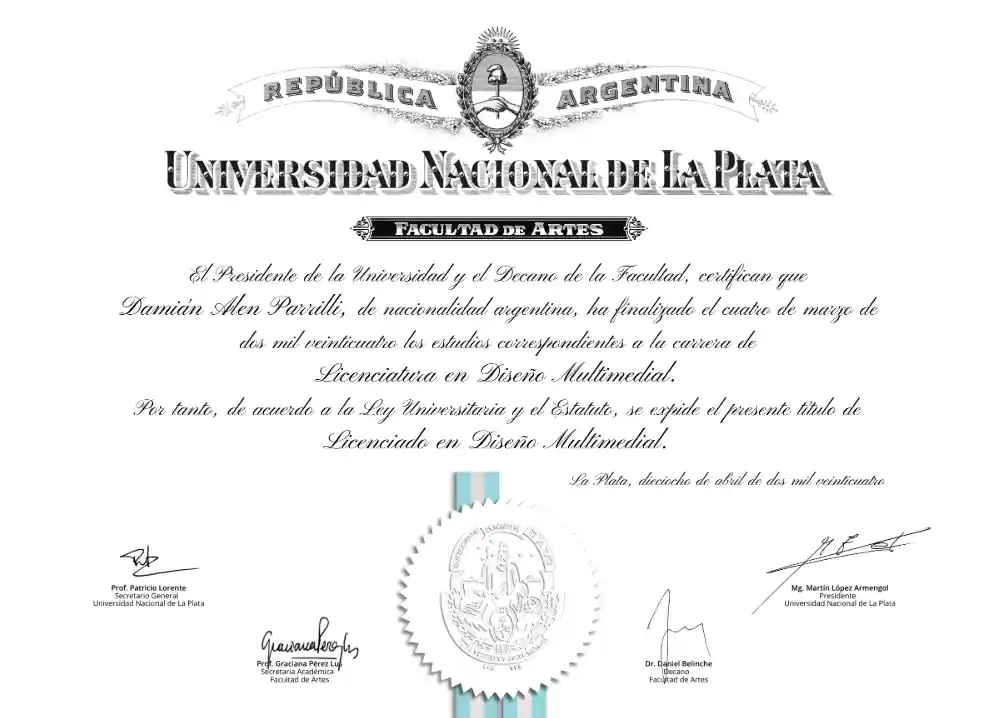 REPÚBLICA ARGENTINA
UNIVERSIDAD NACIONAL DE LA PLATA
FACULTAD DE ARTES
El Presidente de la Universidad y el Decano de la Facultad, certifican que
Damián Alen Parrilli, de nacionalidad argentina, ha finalizado el cuatro de marzo de
dos mil veinticuatro los estudios correspondientes a la carrera de
Licenciatura en Diseño Multimedial.
Por tanto, de acuerdo a la Ley Universitaria y el Estatuto, se expide el presente título de
Licenciado en Diseño Multimedial.
La Plata, dieciocho de abril de dos mil veinticuatro
Prof. Patricio Lorente
Secretario General
Universidad Nacional de La Plata
Mg. Martín López Armengol
Presidente
Universidad Nacional de La Plata
Prof. Graciana Pérez Lus
Secretaria Académica
Facultad de Artes
Dr. Daniel Belinche
Decano
Facultad de Artes